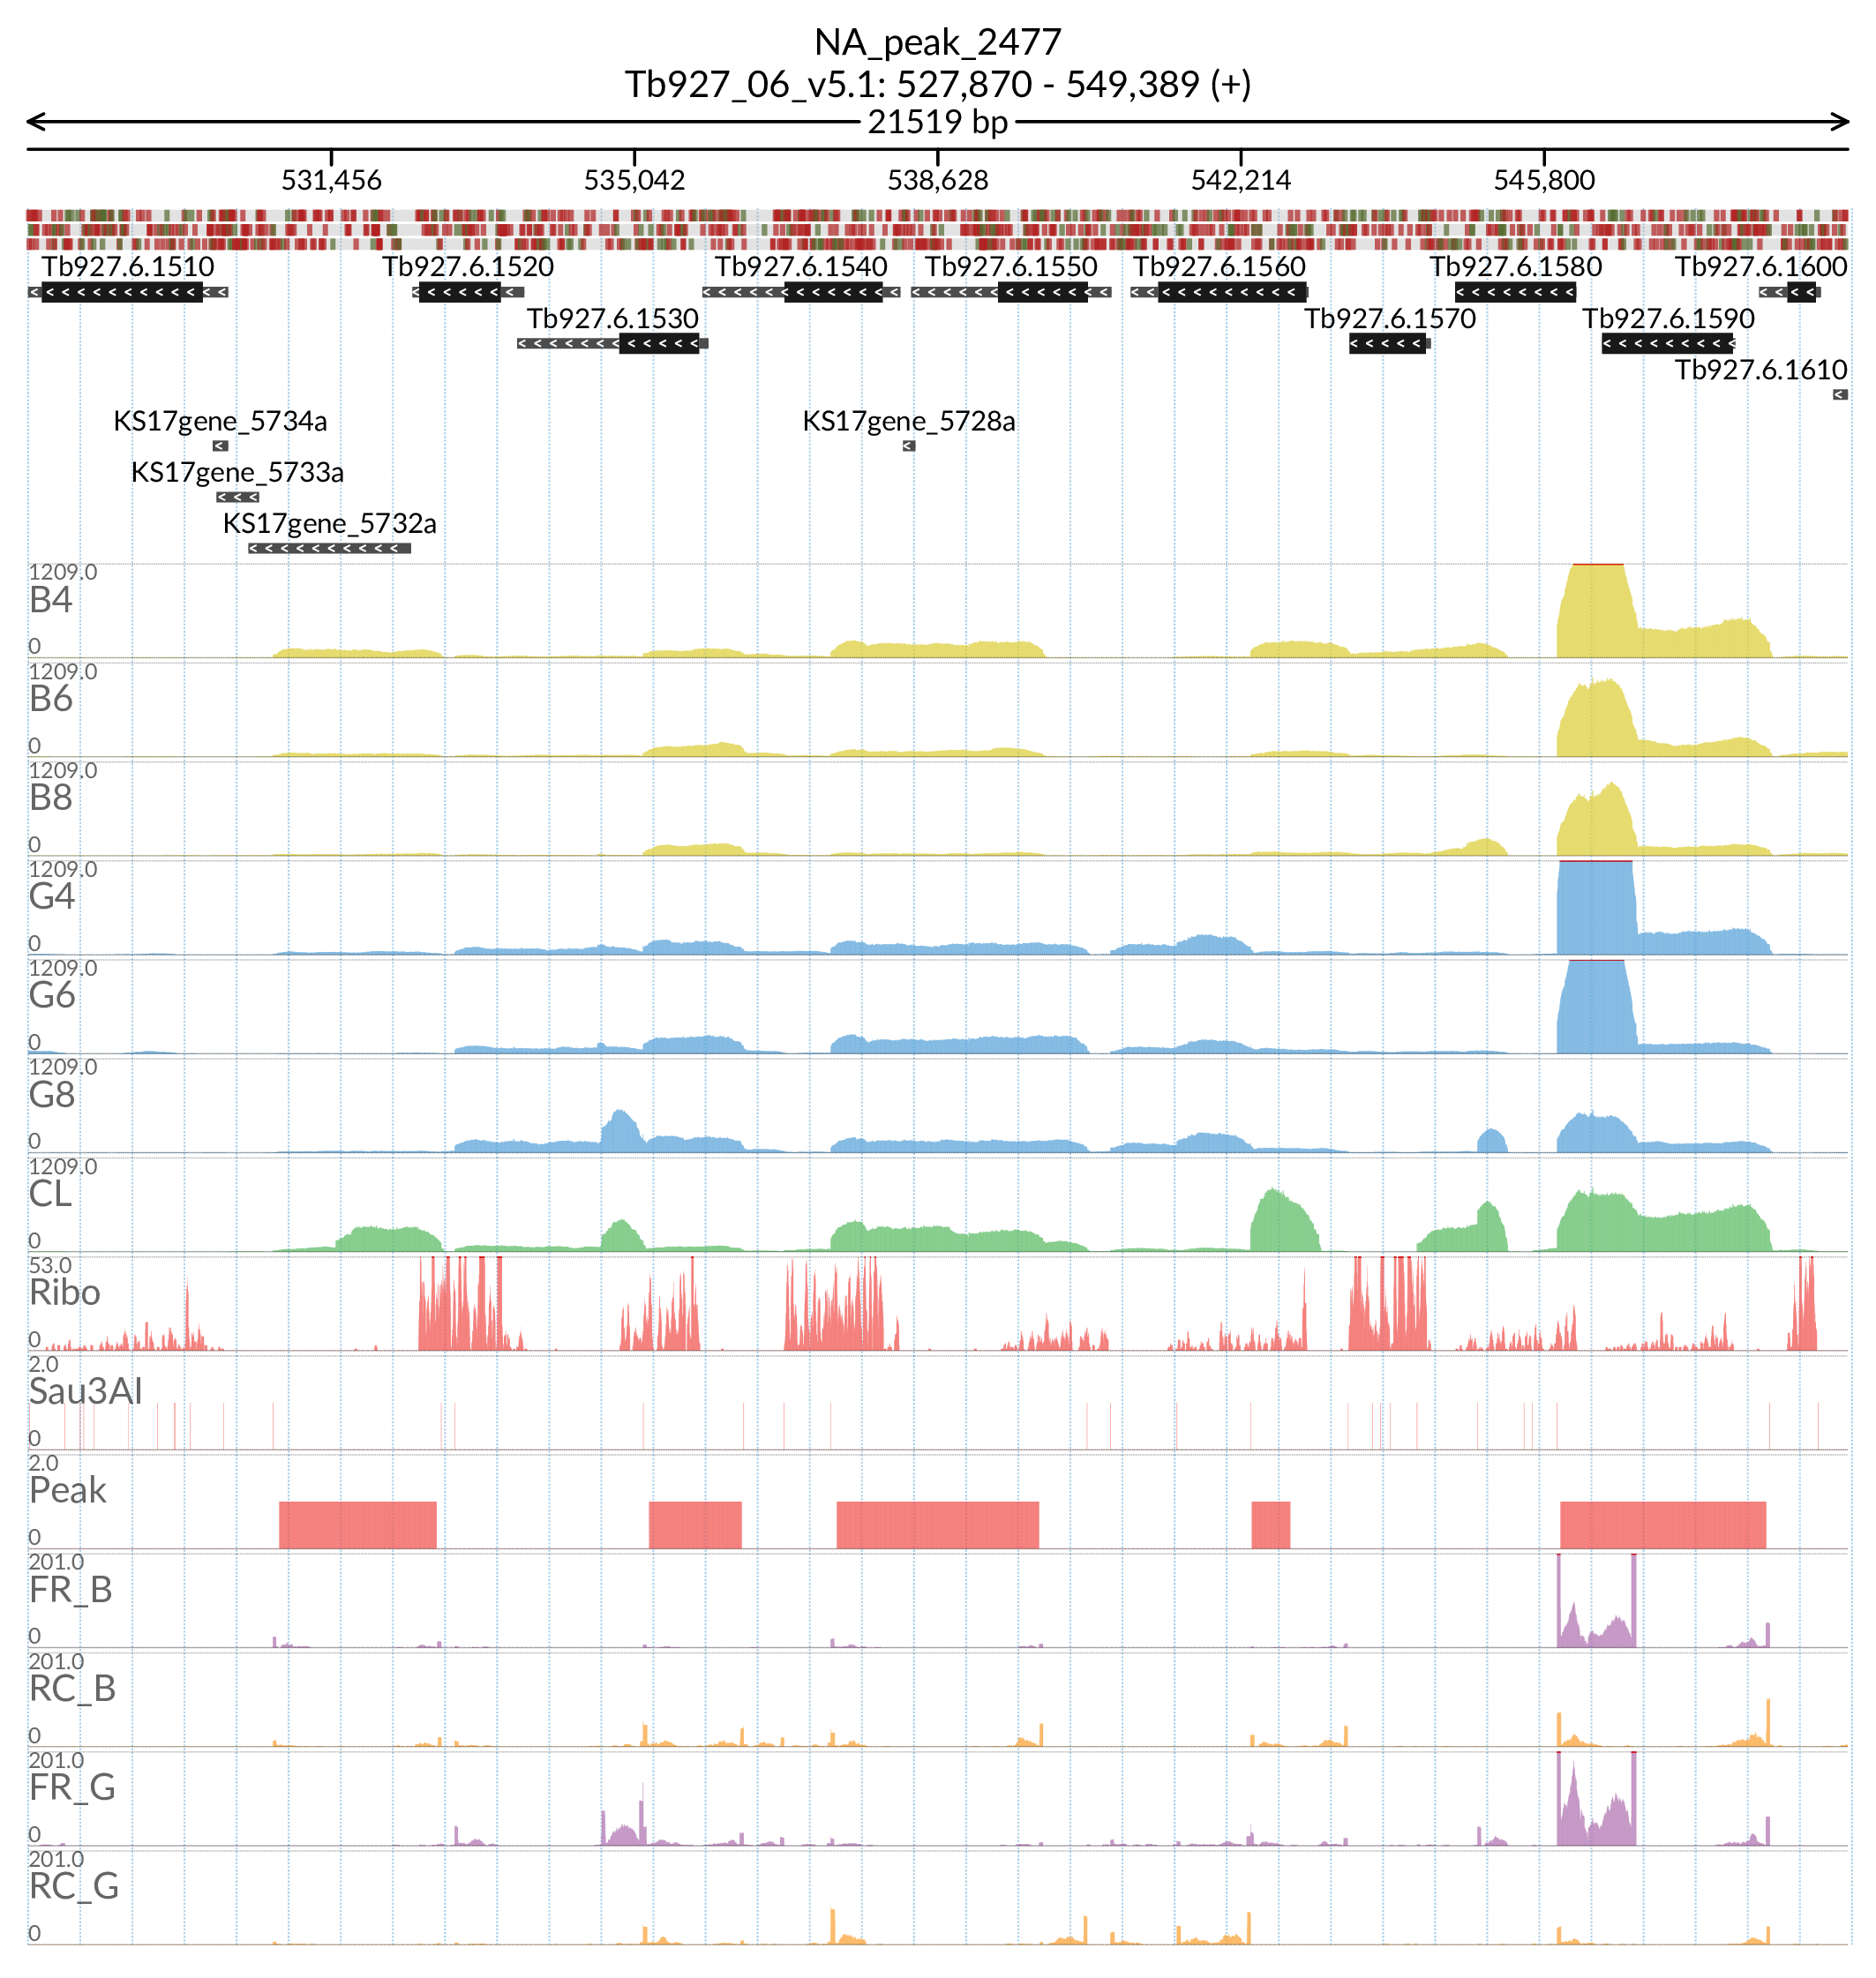 NA_peak_2477
Tb927_06_v5.1: 527,870 - 549,389 (+)
21519 bp
531,456 535,042 538,628 542,214 545,800
Tb927.6.1510 Tb927.6.1520 Tb927.6.1540 Tb927.6.1550 Tb927.6.1560 Tb927.6.1580 Tb927.6.1600
Tb927.6.1530 Tb927.6.1570 Tb927.6.1590
Tb927.6.1610
KS17gene_5734a KS17gene_5728a
KS17gene_5733a
KS17gene_5732a
1209.0
B4
0
1209.0
B6
0
1209.0
B8
0
1209.0
G4
0
1209.0
G6
0
1209.0
G8
0
1209.0
CL
0
53.0
Ribo
0
2.0
Sau3AI
0
2.0
Peak
0
201.0
FR_B
0
201.0
RC_B
0
201.0
FR_G
0
201.0
RC_G
0